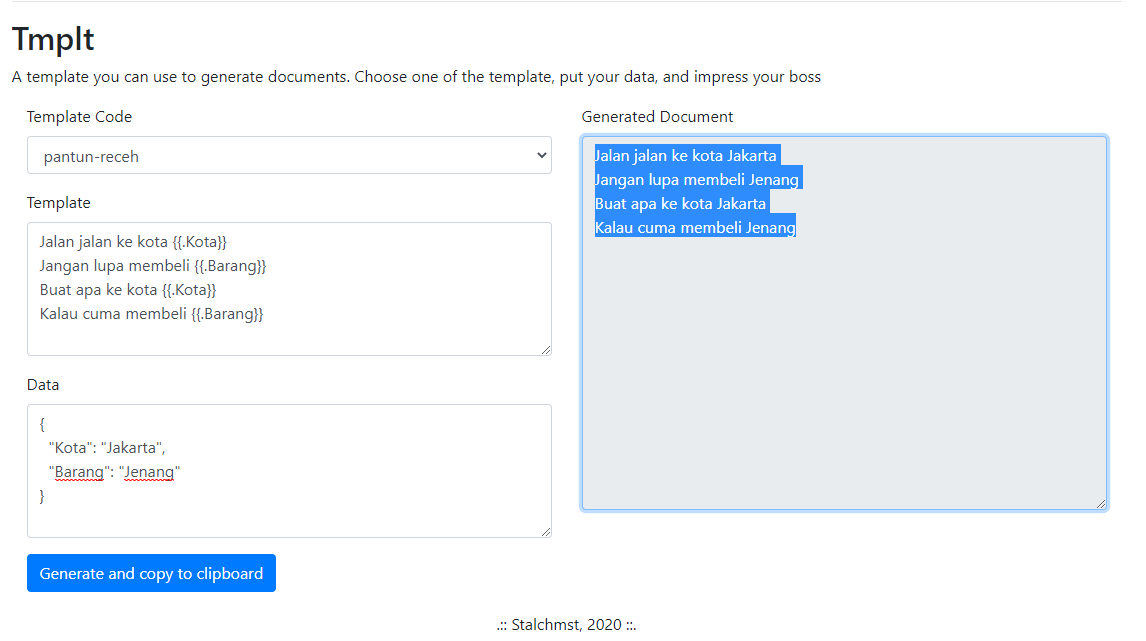 Tmplt
A template you can use to generate documents. Choose one of the template, put your data, and impress your boss
Template Code
pantun-receh
Template
Jalan jalan ke kota {{.Kota}}
Jangan lupa membeli {{.Barang}}
Buat apa ke kota {{.Kota}}
Kalau cuma membeli {{.Barang}}
Data
{
"Kota": "Jakarta",
"Barang": "Jenang"
}
Generate and copy to clipboard
Generated Document
Jalan jalan ke kota Jakarta
Jangan lupa membeli Jenang
Buat apa ke kota Jakarta
Kalau cuma membeli Jenang
.:: Stalchmst, 2020 ::.